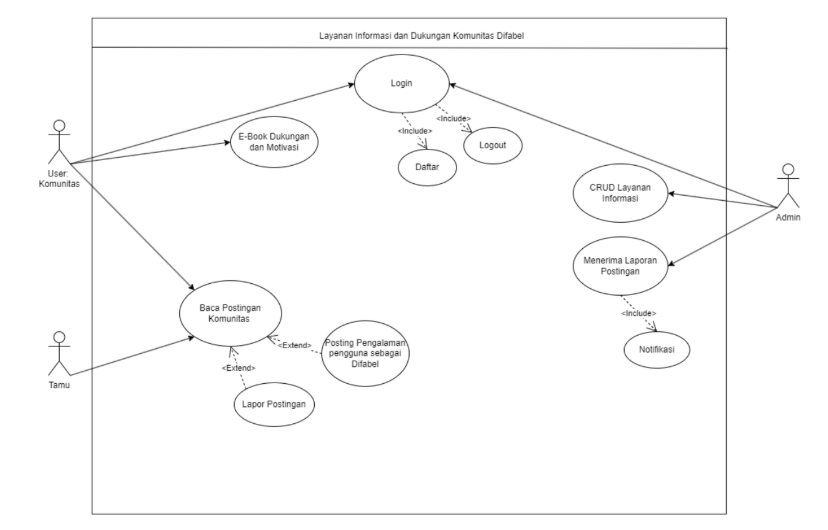 Layanan Informasi dan Dukungan Komunitas Difabel
Login
<Include>
<Include>
E-Book Dukungan
dan Motivasi
Logout
Daftar
User:
Komunitas
CRUD Layanan
Informasi
Admin
Menerima Laporan
Postingan
<Include>
Notifikasi
Baca Postingan
Komunitas
<Extend>
Posting Pengalaman
pengguna sebagai
Difabel
<Extend>
Tamu
Lapor Postingan